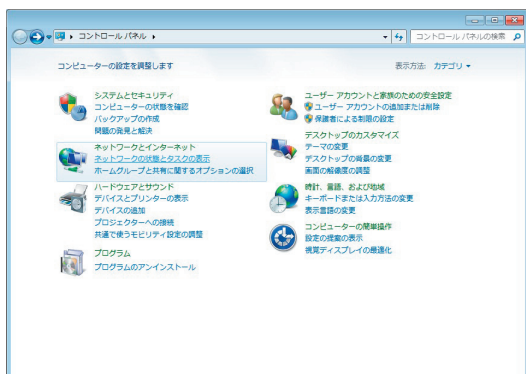 コントロール パネル
コントロール パネルの検索
コンピューターの設定を調整します
表示方法: カテゴリ
システムとセキュリティ
コンピューターの状態を確認
バックアップの作成
問題の発見と解決
ネットワークとインターネット
ネットワークの状態とタスクの表示
ホームグループと共有に関するオプションの選択
ハードウェアとサウンド
デバイスとプリンターの表示
デバイスの追加
プロジェクターへの接続
共通で使うモビリティ設定の調整
プログラム
プログラムのアンインストール
ユーザー アカウントと家族のための安全設定
ユーザー アカウントの追加または削除
保護者による制限の設定
デスクトップのカスタマイズ
テーマの変更
デスクトップの背景の変更
画面の解像度の調整
時計、言語、および地域
キーボードまたは入力方法の変更
表示言語の変更
コンピューターの簡単操作
設定の提案の表示
視覚ディスプレイの最適化